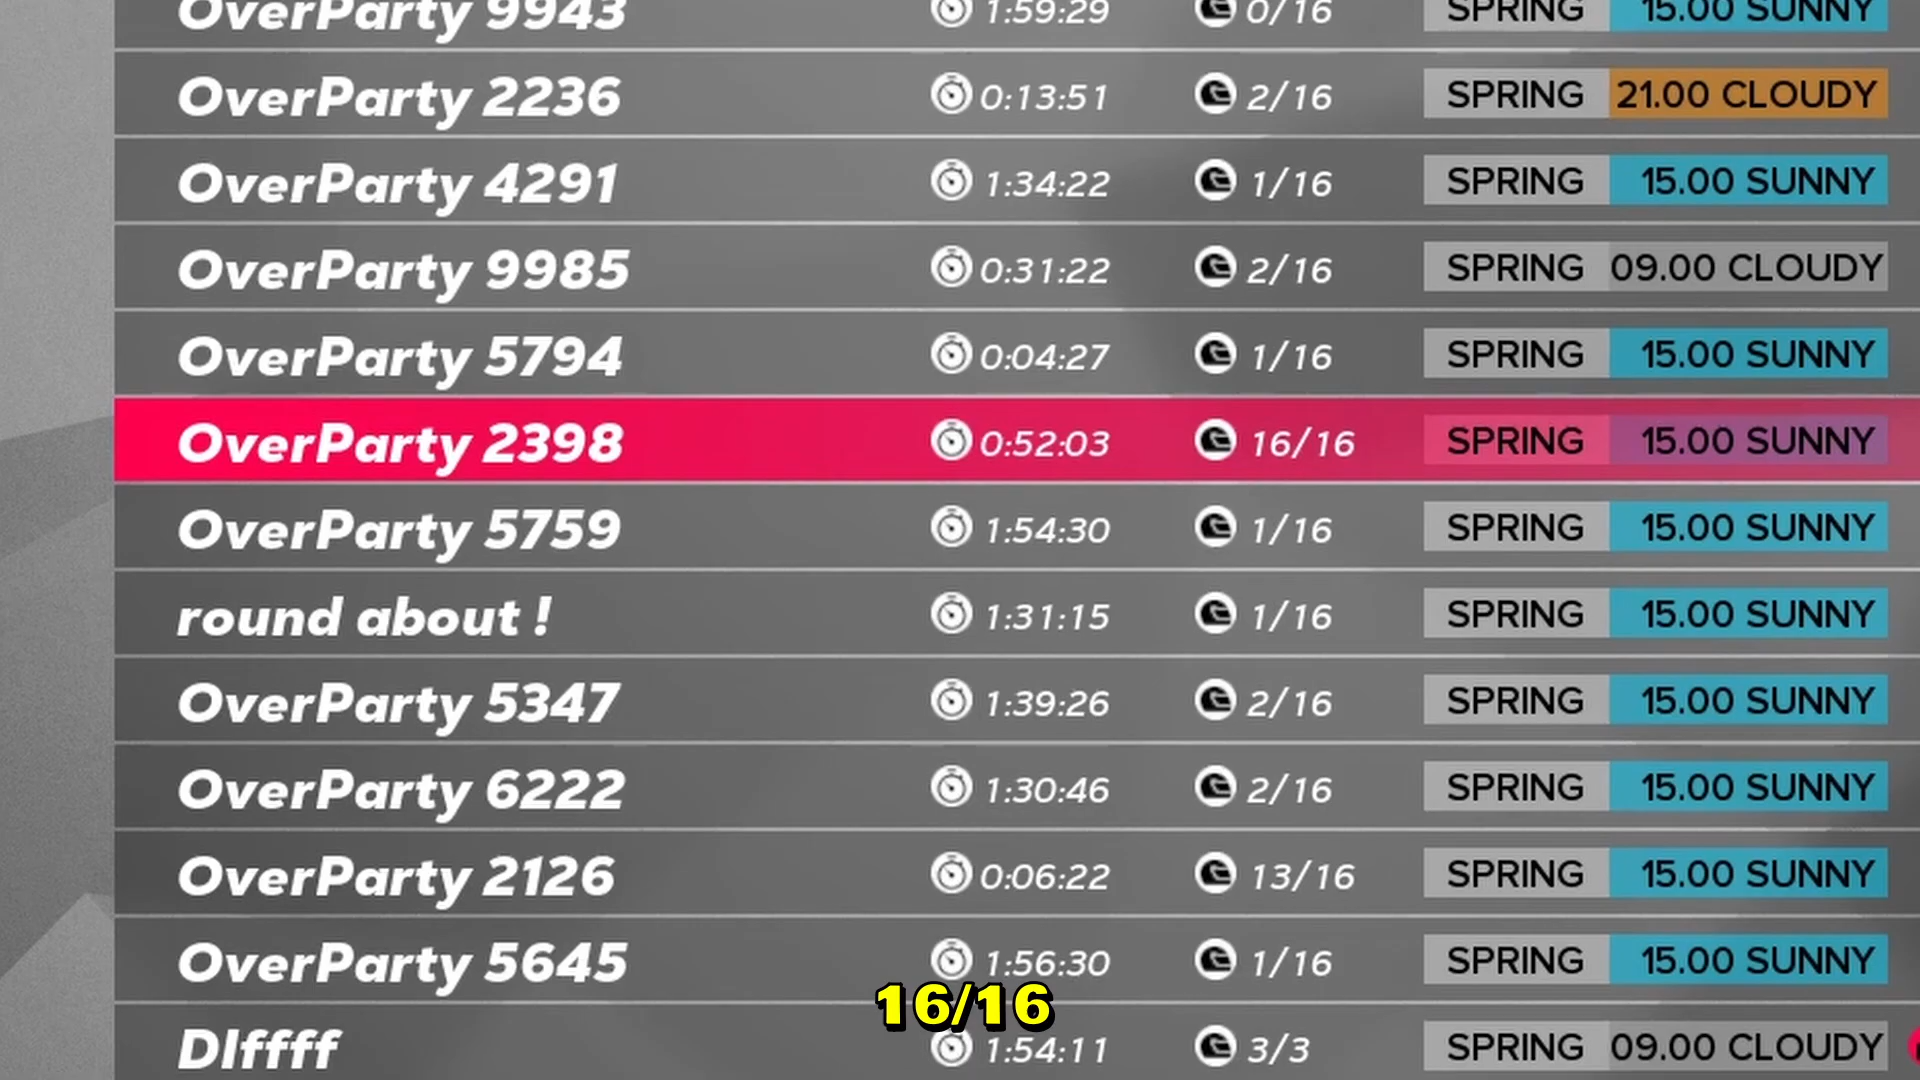 OverParty 9943 1:59:29 0/16 SPRING 15.00 SUNNY
OverParty 2236 0:13:51 2/16 SPRING 21.00 CLOUDY
OverParty 4291 1:34:22 1/16 SPRING 15.00 SUNNY
OverParty 9985 0:31:22 2/16 SPRING 09.00 CLOUDY
OverParty 5794 0:04:27 1/16 SPRING 15.00 SUNNY
OverParty 2398 0:52:03 16/16 SPRING 15.00 SUNNY
OverParty 5759 1:54:30 1/16 SPRING 15.00 SUNNY
round about ! 1:31:15 1/16 SPRING 15.00 SUNNY
OverParty 5347 1:39:26 2/16 SPRING 15.00 SUNNY
OverParty 6222 1:30:46 2/16 SPRING 15.00 SUNNY
OverParty 2126 0:06:22 13/16 SPRING 15.00 SUNNY
OverParty 5645 1:56:30 1/16 SPRING 15.00 SUNNY
16/16
DIffff 1:54:11 3/3 SPRING 09.00 CLOUDY